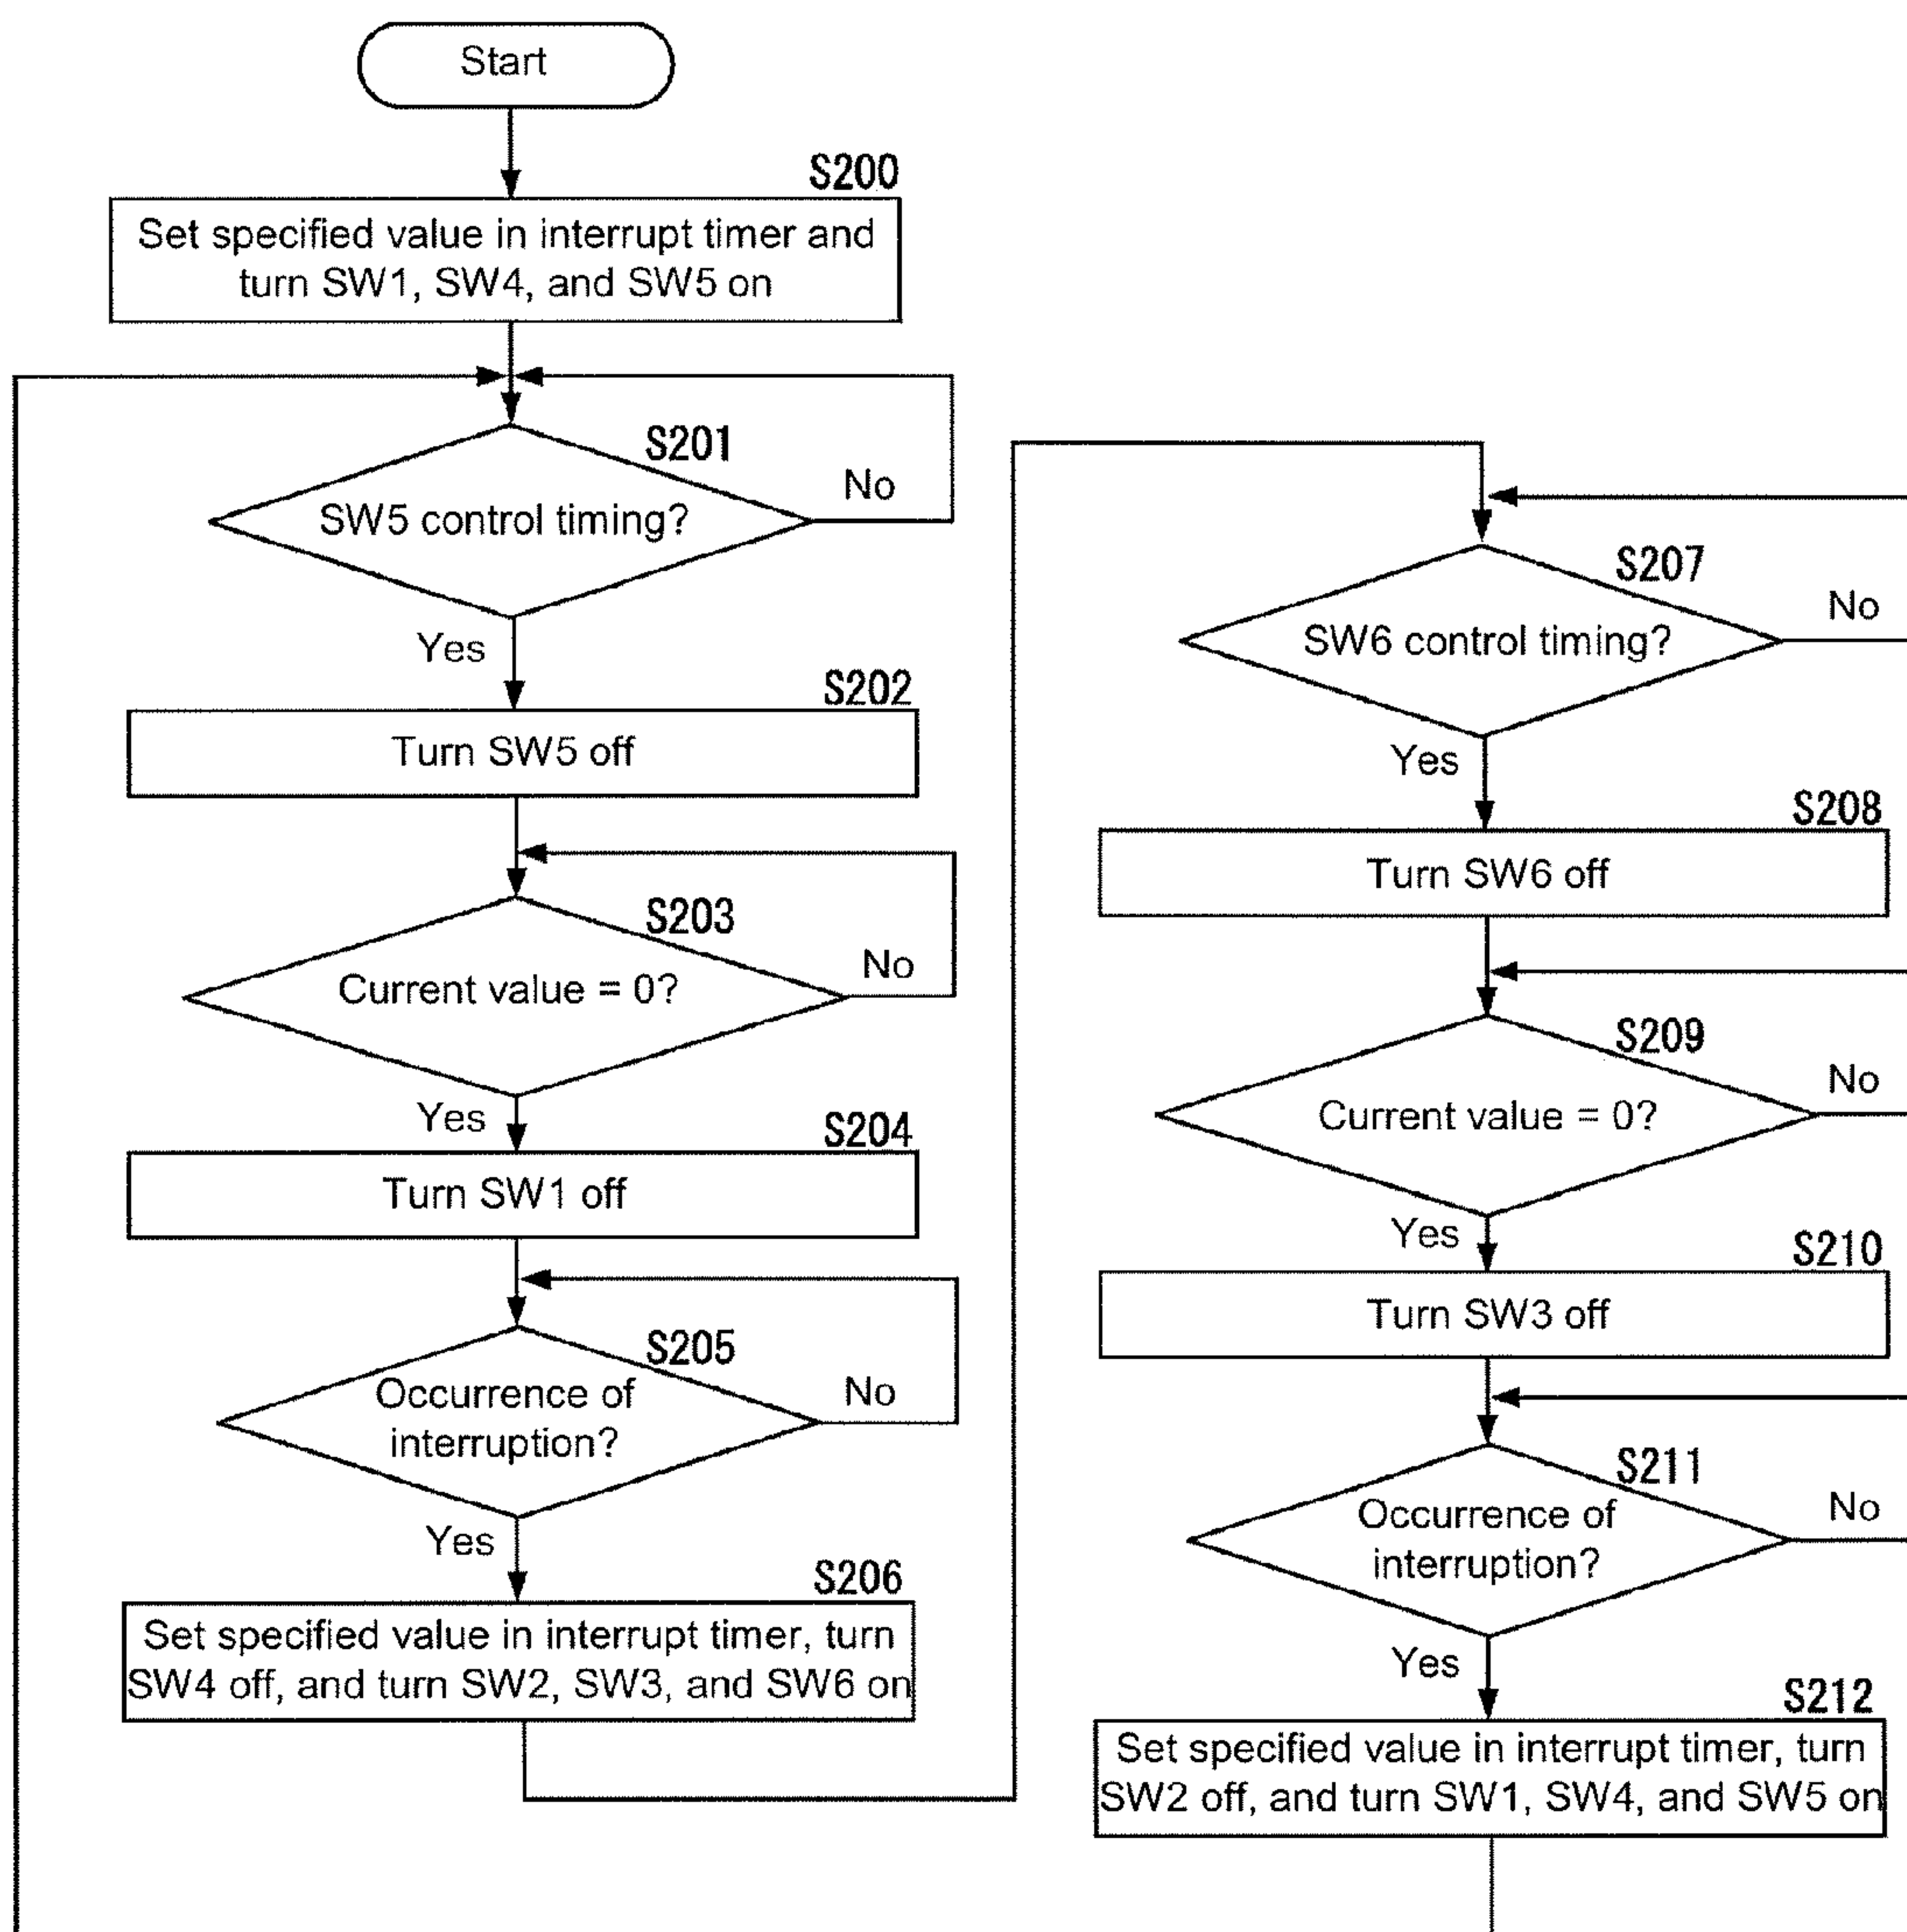 Start
S200
Set specified value in interrupt timer and
turn SW1, SW4, and SW5 on
S201
SW5 control timing?
No
Yes
S202
Turn SW5 off
S203
Current value = 0?
No
Yes
S204
Turn SW1 off
S205
Occurrence of
interruption?
No
Yes
S206
Set specified value in interrupt timer, turn
SW4 off, and turn SW2, SW3, and SW6 on
S207
SW6 control timing?
No
Yes
S208
Turn SW6 off
S209
Current value = 0?
No
Yes
S210
Turn SW3 off
S211
Occurrence of
interruption?
No
Yes
S212
Set specified value in interrupt timer, turn
SW2 off, and turn SW1, SW4, and SW5 on